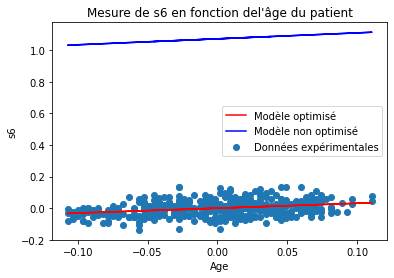 Mesure de s6 en fonction del'âge du patient
s6
1.0
0.8
0.6
0.4
0.2
0.0
−0.2
Modèle optimisé
Modèle non optimisé
Données expérimentales
−0.10
−0.05
0.00
0.05
0.10
Age